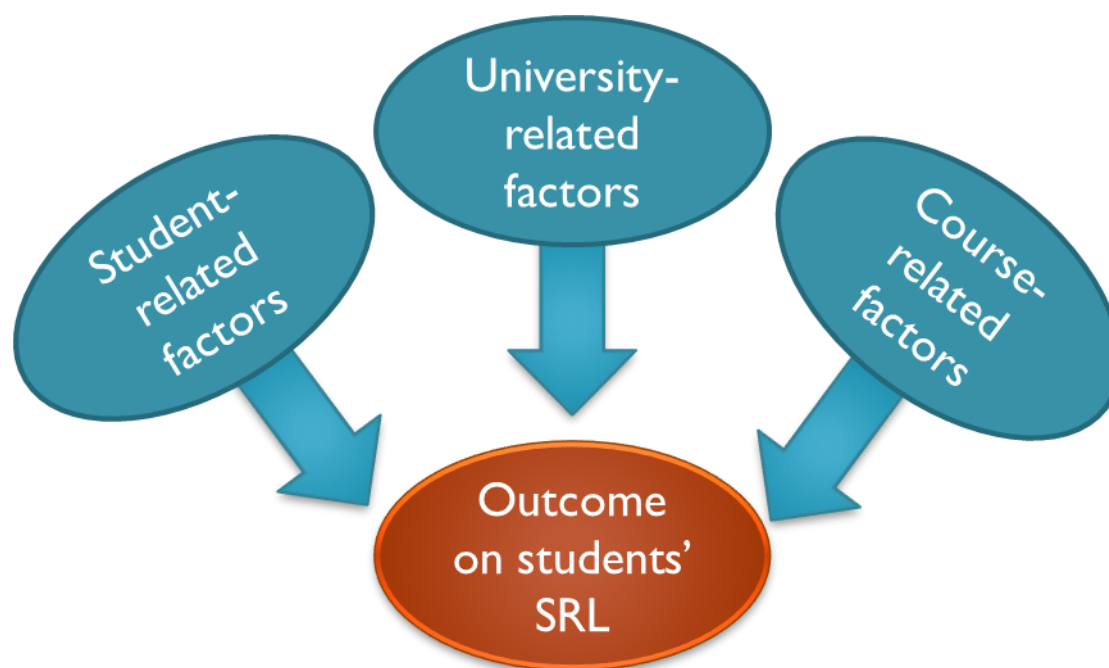 University-
related
factors
Student-
related
factors
Course-
related
factors
Outcome
on students’
SRL